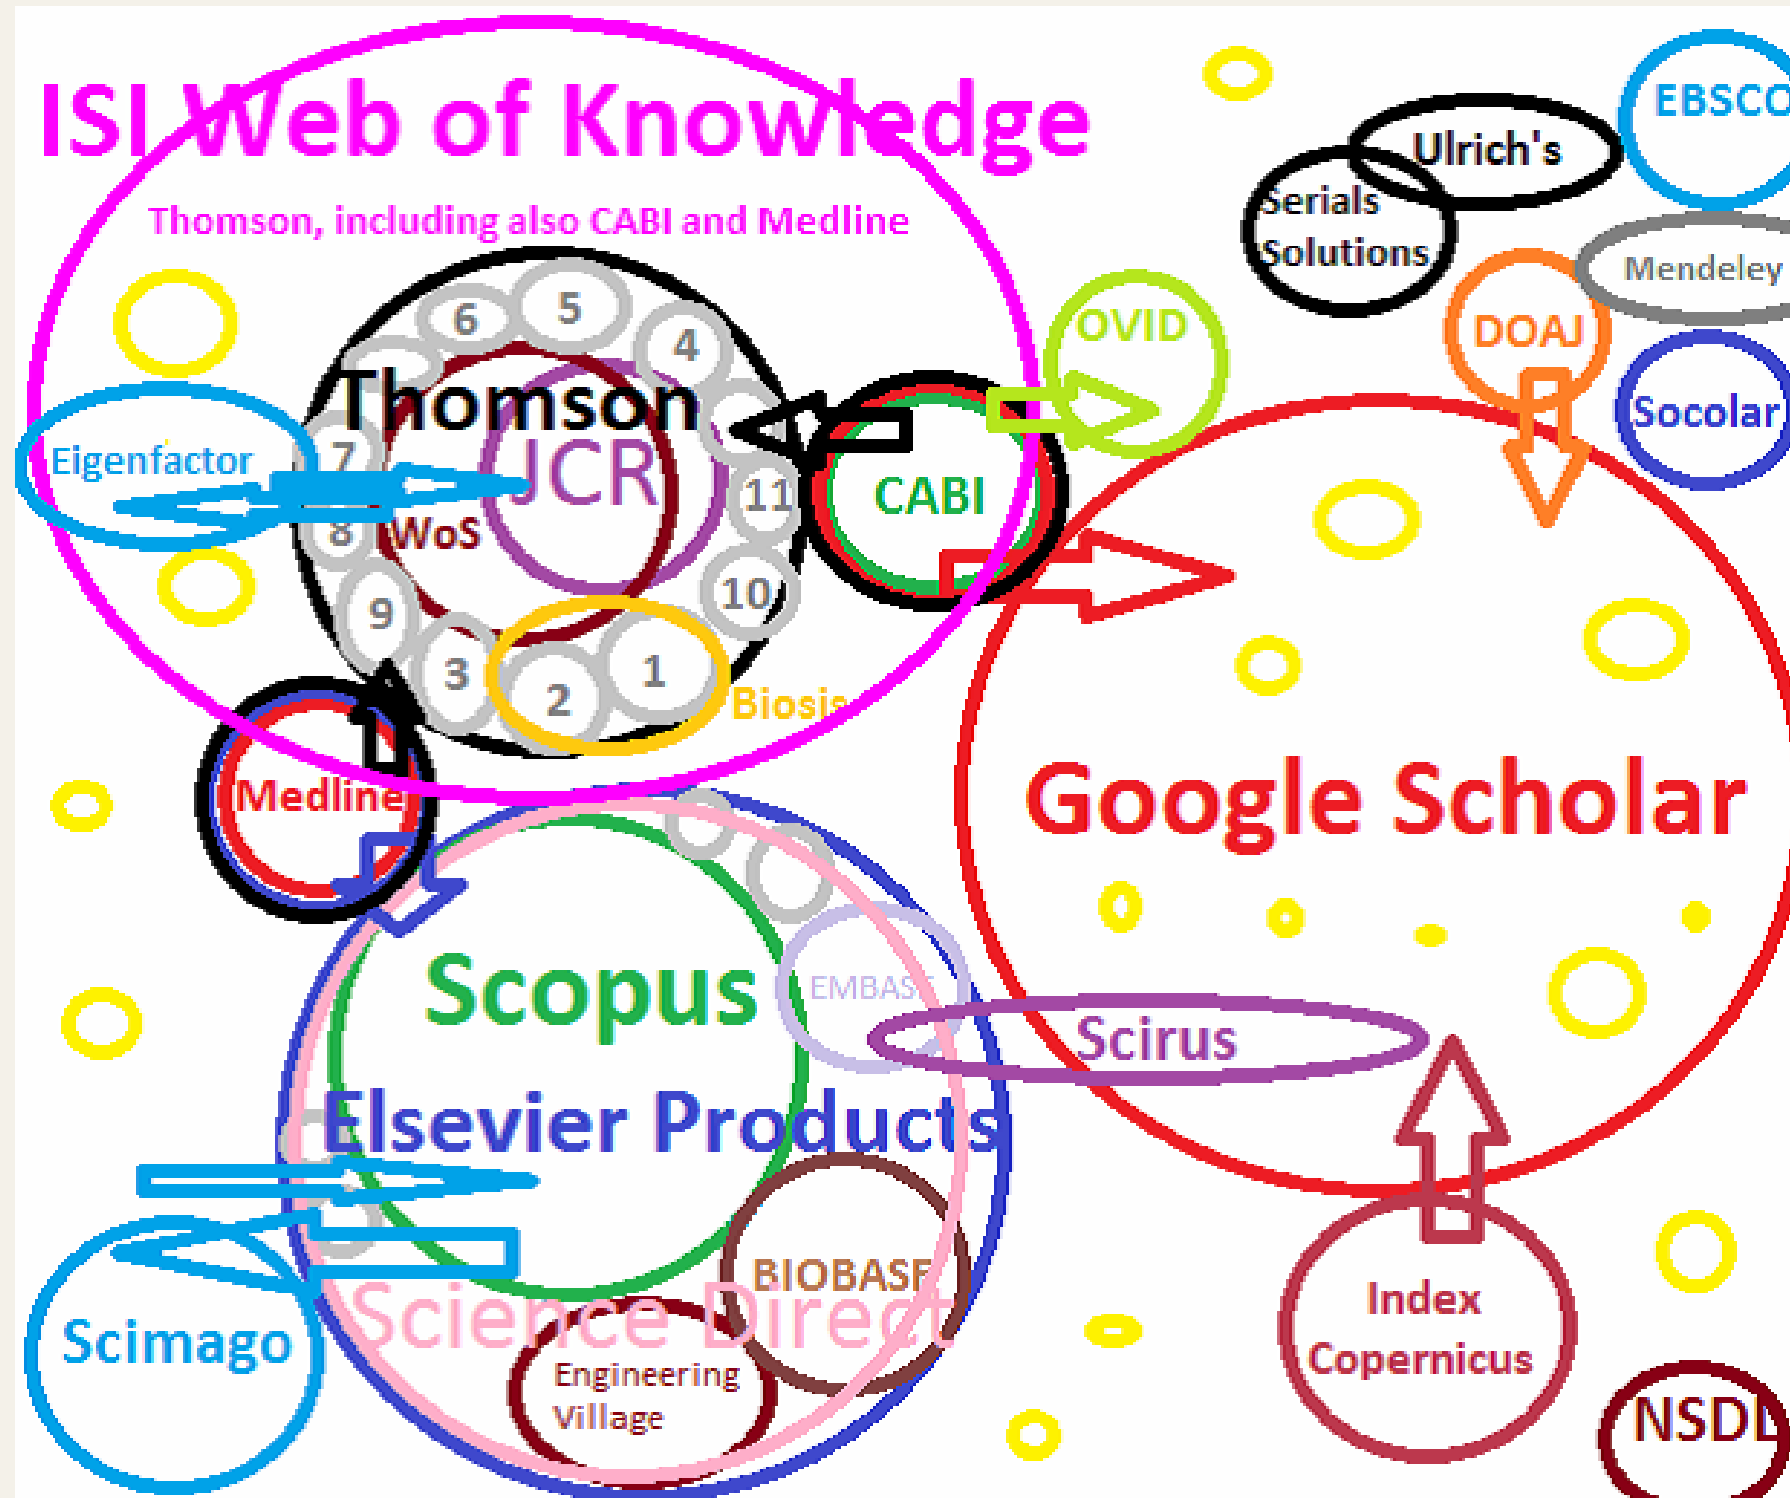 ISI Web of Knowledge
Thomson, including also CABI and Medline
EBSCO
Ulrich's
Serials
Solutions
Mendeley
DOAJ
Socolar
OVID
6
5
4
Thomson
Eigenfactor
7
JCR
11
CABI
8
WoS
9
10
3
2
1
Biosis
Medline
Google Scholar
Scopus
EMBASE
Scirus
Elsevier Products
BIOBASE
Science Direct
Scimago
Engineering
Village
Index
Copernicus
NSDL